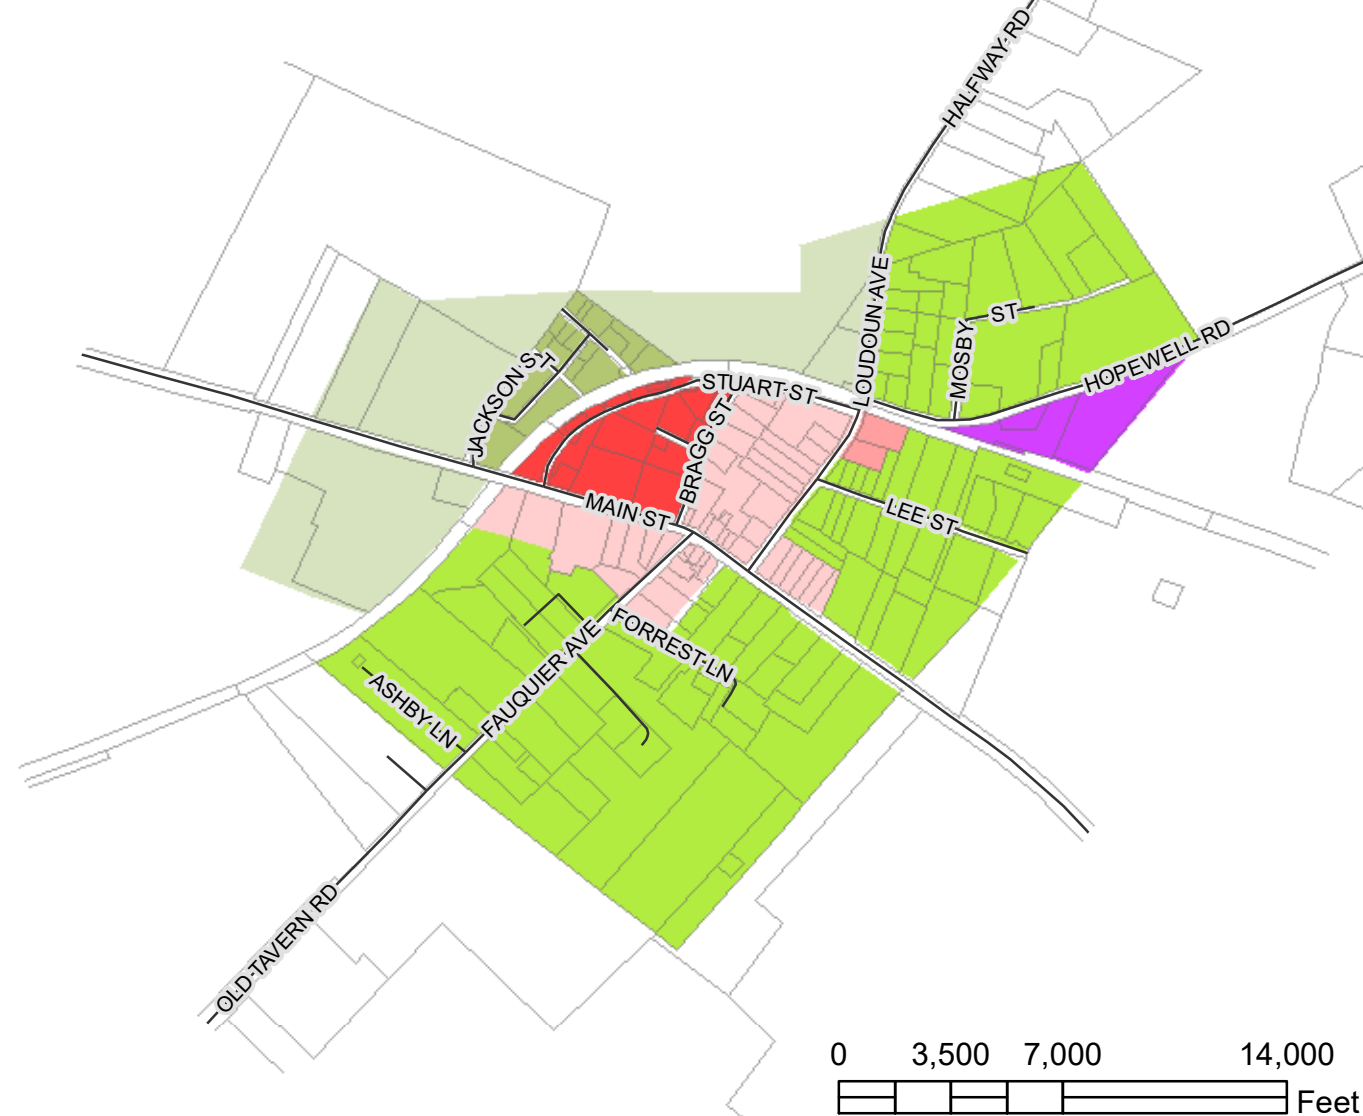 HALFWAY RD
LOUDOUN AVE
MOSBY ST
HOPEWELL RD
JACKSON ST
STUART ST
BRAGG ST
MAIN ST
LEE ST
FORREST LN
FAUQUIER AVE
ASHBY LN
OLD TAVERN RD
0 3,500 7,000 14,000
Feet